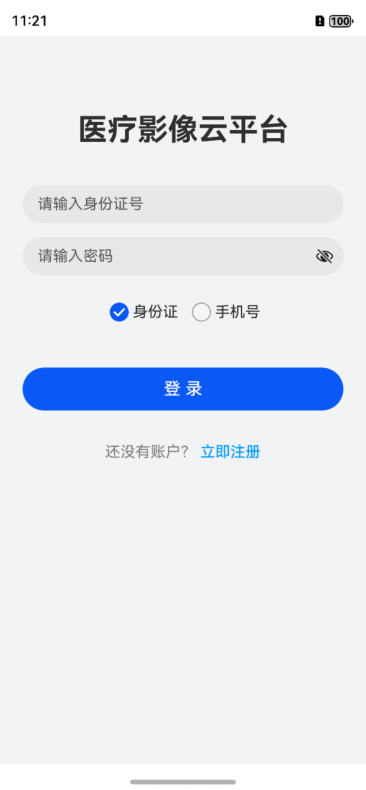 11:21
100
医疗影像云平台
请输入身份证号
请输入密码
身份证 手机号
登 录
还没有账户？ 立即注册